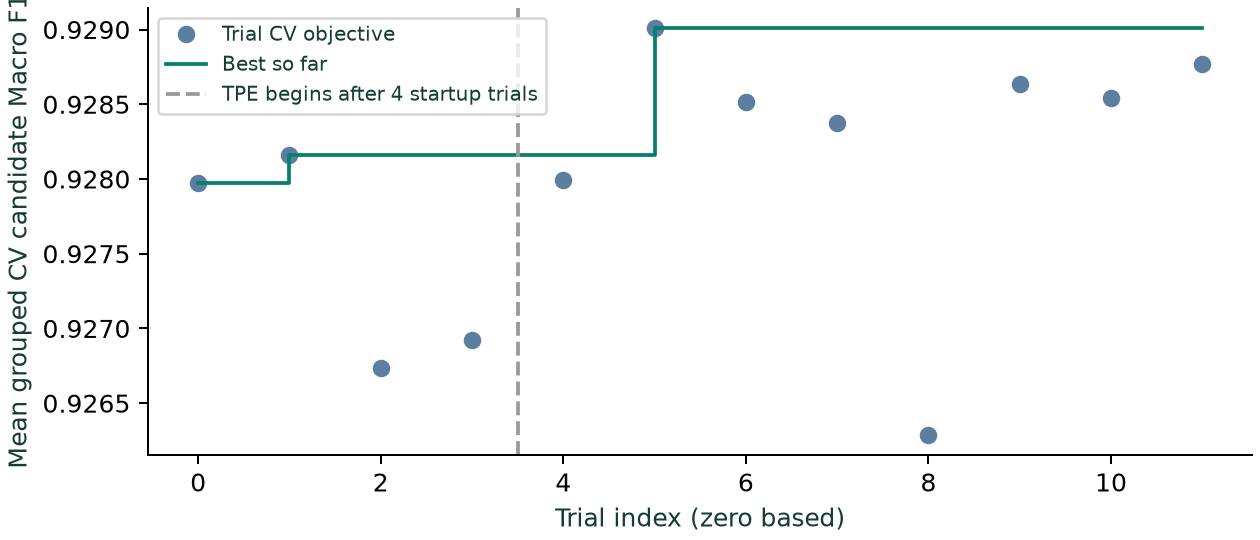 Mean grouped CV candidate Macro F1
0.9290
0.9285
0.9280
0.9275
0.9270
0.9265
Trial CV objective
Best so far
TPE begins after 4 startup trials
0 2 4 6 8 10
Trial index (zero based)